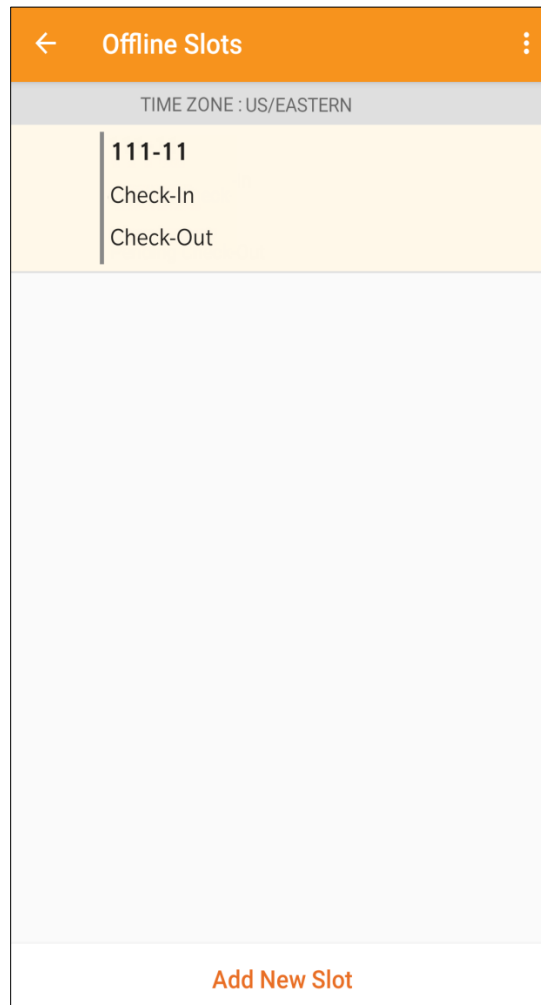 Offline Slots
TIME ZONE : US/EASTERN
111-11
Check-In
Check-Out
Add New Slot